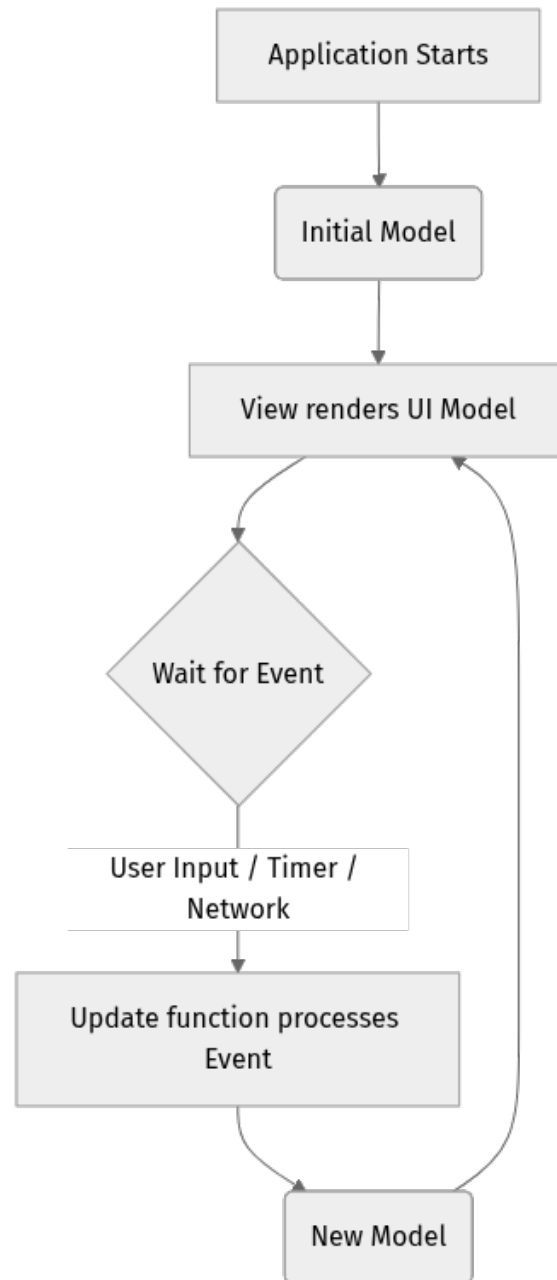 Application Starts
Initial Model
View renders UI Model
Wait for Event
User Input / Timer /
Network
Update function processes
Event
New Model